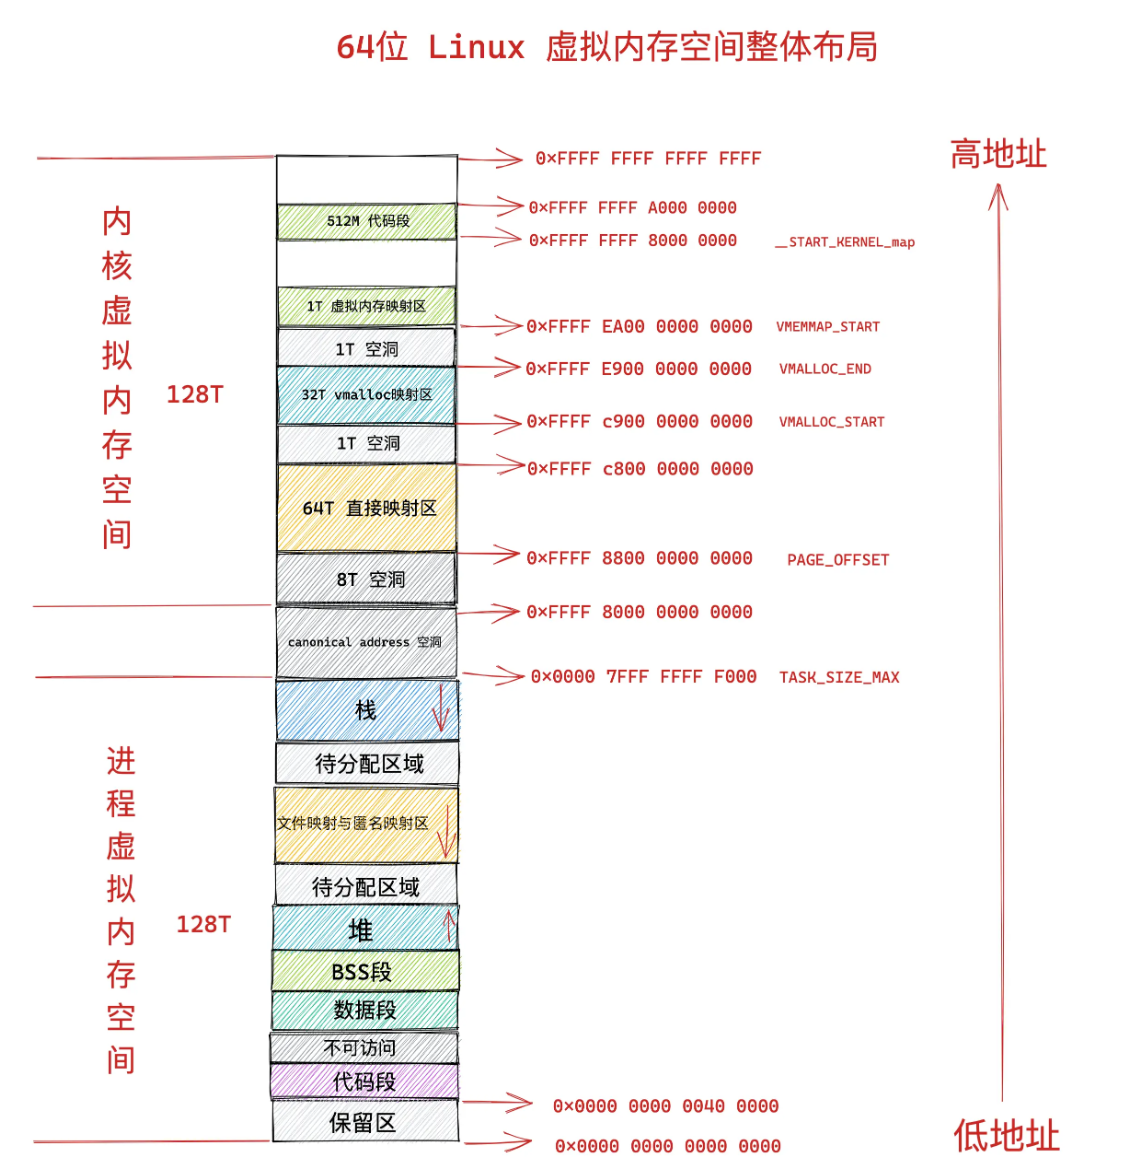 64位 Linux 虚拟内存空间整体布局
高地址
0×FFFF FFFF FFFF FFFF
0×FFFF FFFF A000 0000
512M 代码段
0×FFFF FFFF 8000 0000 __START_KERNEL_map
内核虚拟内存空间
128T
1T 虚拟内存映射区
0×FFFF EA00 0000 0000 VMEMMAP_START
1T 空洞
0×FFFF E900 0000 0000 VMALLOC_END
32T vmalloc映射区
0×FFFF c900 0000 0000 VMALLOC_START
1T 空洞
0×FFFF c800 0000 0000
64T 直接映射区
0×FFFF 8800 0000 0000 PAGE_OFFSET
8T 空洞
0×FFFF 8000 0000 0000
canonical address 空洞
0×0000 7FFF FFFF F000 TASK_SIZE_MAX
栈
待分配区域
进程虚拟内存空间
128T
文件映射与匿名映射区
待分配区域
堆
BSS段
数据段
不可访问
代码段
0×0000 0000 0040 0000
保留区
0×0000 0000 0000 0000
低地址